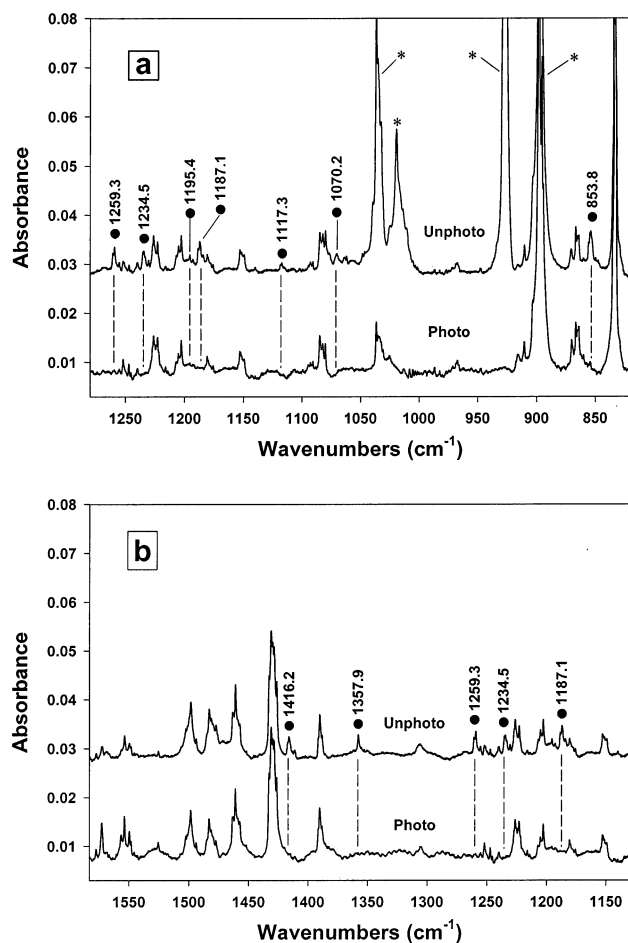 a
Absorbance
0.08
0.07
0.06
0.05
0.04
0.03
0.02
0.01
1259.3
1234.5
1195.4
1187.1
1117.3
1070.2
853.8
*
*
*
*
Unphoto
Photo
1250 1200 1150 1100 1050 1000 950 900 850
Wavenumbers (cm-1)
b
Absorbance
0.08
0.07
0.06
0.05
0.04
0.03
0.02
0.01
1416.2
1357.9
1259.3
1234.5
1187.1
Unphoto
Photo
1550 1500 1450 1400 1350 1300 1250 1200 1150
Wavenumbers (cm-1)